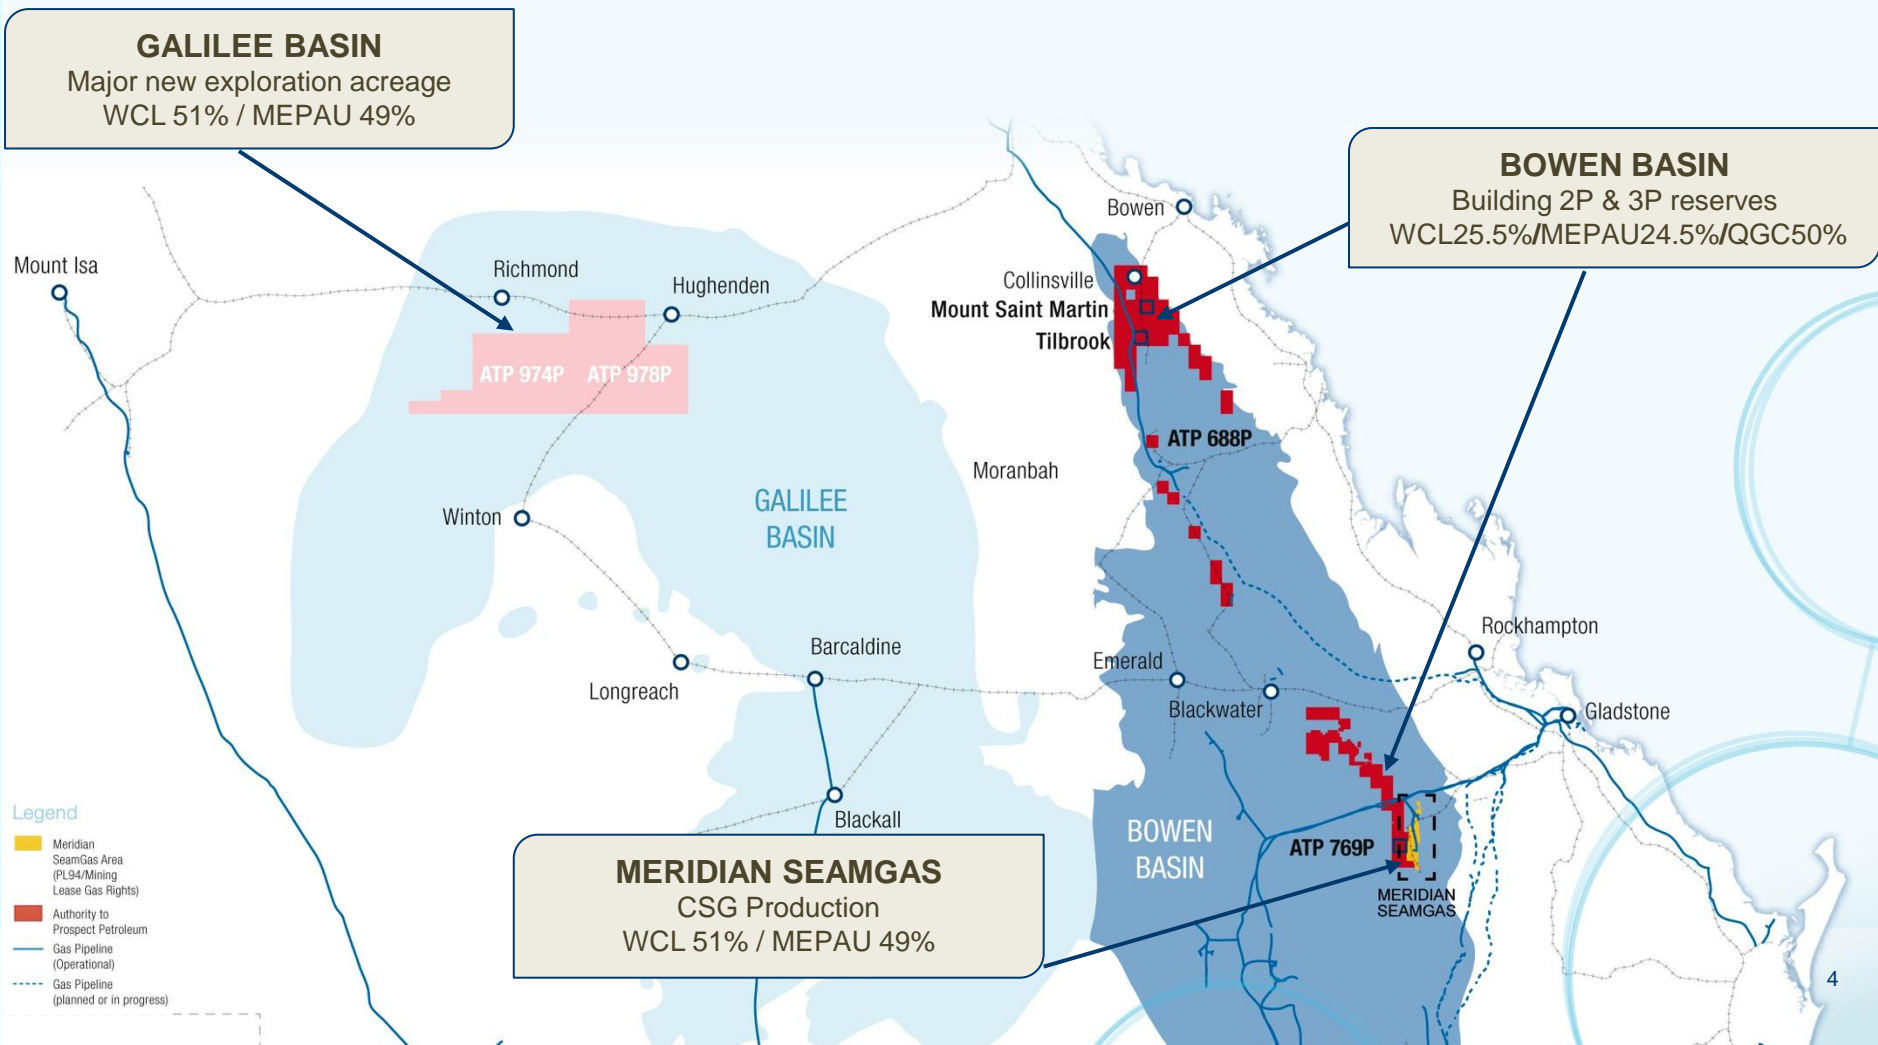 GALILEE BASIN
Major new exploration acreage
WCL 51% / MEPAU 49%
BOWEN BASIN
Building 2P & 3P reserves
WCL25.5%/MEPAU24.5%/QGC50%
Bowen
Mount Isa
Richmond
Hughenden
Collinsville
Mount Saint Martin
Tilbrook
ATP 974P
ATP 978P
ATP 688P
Moranbah
GALILEE
BASIN
Winton
Rockhampton
Barcaldine
Emerald
Longreach
Blackwater
Gladstone
Blackall
BOWEN
BASIN
ATP 769P
MERIDIAN
SEAMGAS
MERIDIAN SEAMGAS
CSG Production
WCL 51% / MEPAU 49%
Legend
Meridian
SeamGas Area
(PL94/Mining
Lease Gas Rights)
Authority to
Prospect Petroleum
Gas Pipeline
(Operational)
Gas Pipeline
(planned or in progress)
4